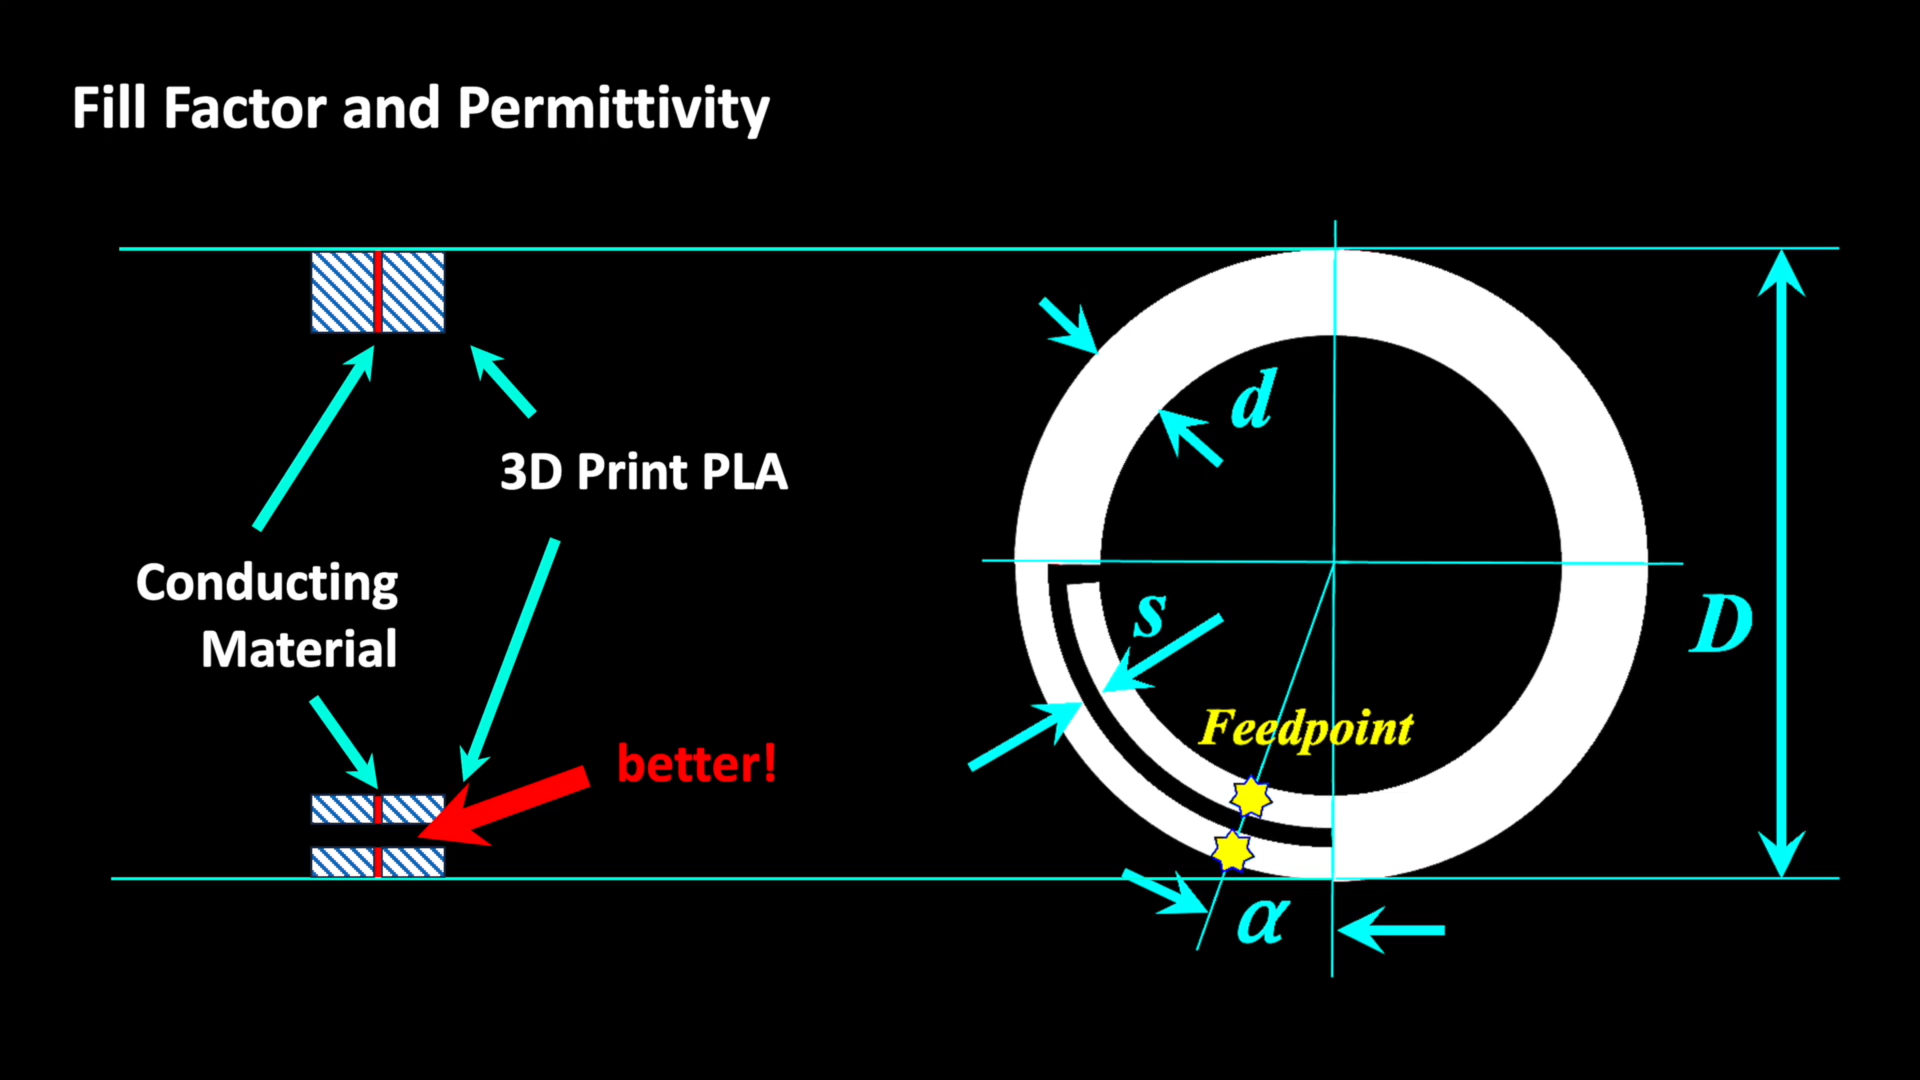 Fill Factor and Permittivity
d
3D Print PLA
Conducting
Material
s
D
Feedpoint
better!
α